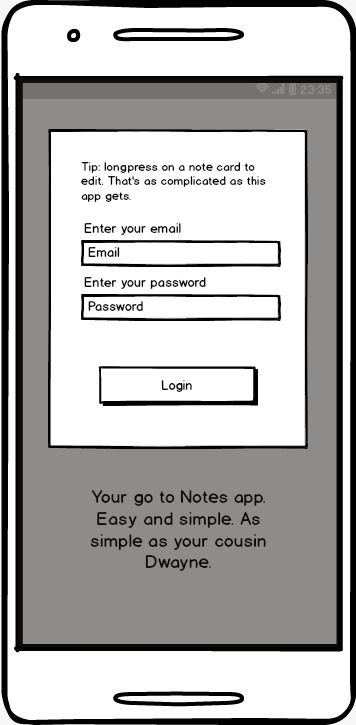 23:35
Tip: longpress on a note card to
edit. That's as complicated as this
app gets.
Enter your email
Email
Enter your password
Password
Login
Your go to Notes app.
Easy and simple. As
simple as your cousin
Dwayne.